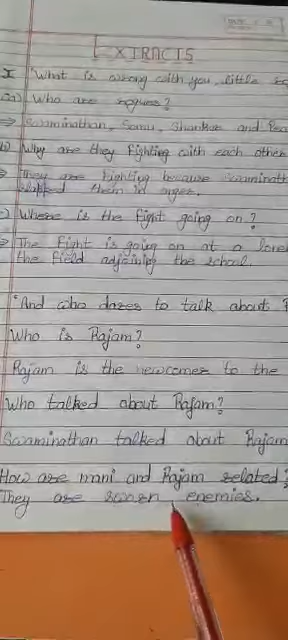 EXTRACTS
I "What is wrong with you, little
(a) Who are rogues?
⇒ Swaminathan, Somu, Shankar and Pea
b) Why are they fighting with each other
⇒ They are fighting because Swaminath
slapped them in anger.
c) Where is the fight going on?
⇒ The fight is going on at a lone
the field adjoining the school.
"And who dares to talk about
Who is Rajam?
Rajam is the newcomer to the
Who talked about Rajam?
Swaminathan talked about Rajam
How are mani and Rajam related?
They are sworn enemies.